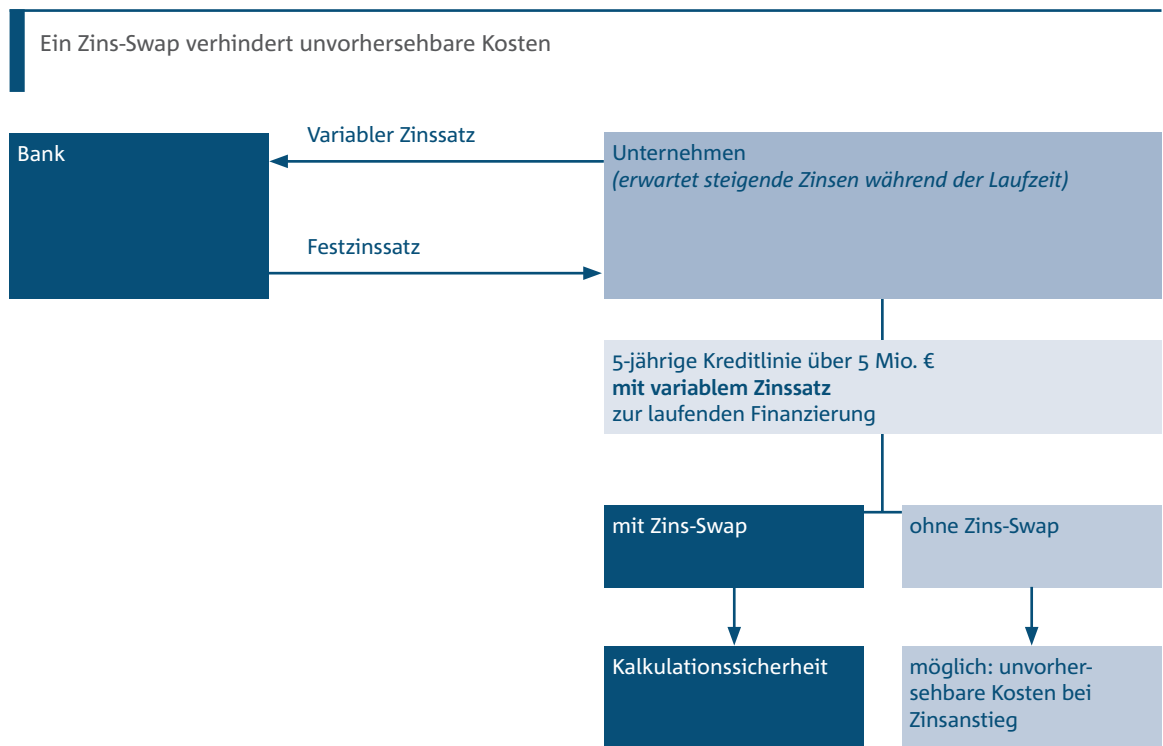 Ein Zins-Swap verhindert unvorhersehbare Kosten
Bank
Variabler Zinssatz
Festzinssatz
Unternehmen
(erwartet steigende Zinsen während der Laufzeit)
5-jährige Kreditlinie über 5 Mio. €
mit variablem Zinssatz
zur laufenden Finanzierung
mit Zins-Swap
ohne Zins-Swap
Kalkulationssicherheit
möglich: unvorher-
sehbare Kosten bei
Zinsanstieg